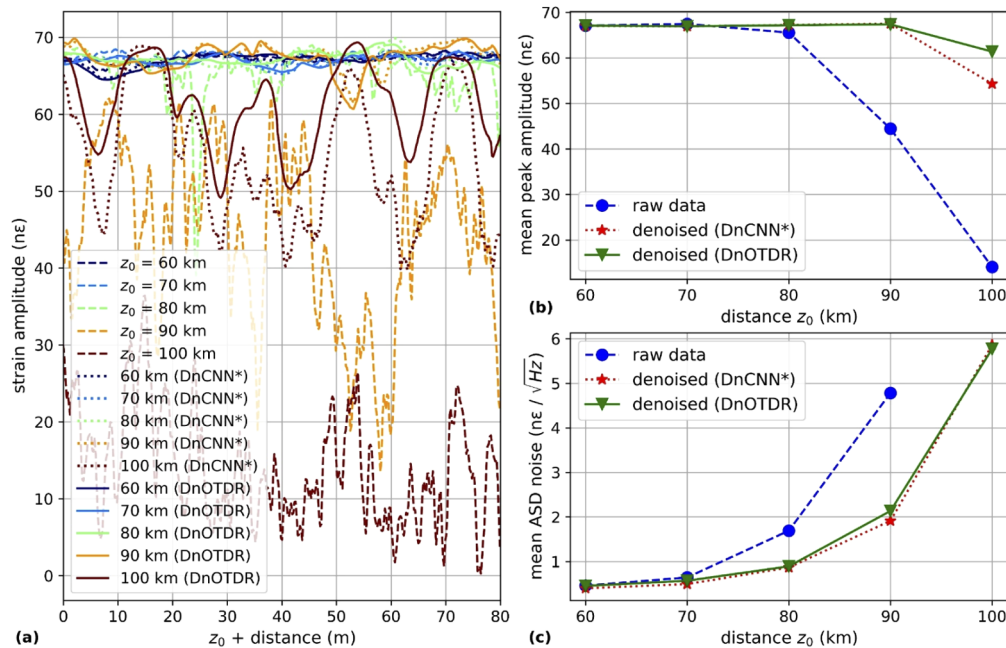 70
60
50
40
30
20
10
0
strain amplitude (nε)
z₀ = 60 km
z₀ = 70 km
z₀ = 80 km
z₀ = 90 km
z₀ = 100 km
60 km (DnCNN*)
70 km (DnCNN*)
80 km (DnCNN*)
90 km (DnCNN*)
100 km (DnCNN*)
60 km (DnOTDR)
70 km (DnOTDR)
80 km (DnOTDR)
90 km (DnOTDR)
100 km (DnOTDR)
0 10 20 30 40 50 60 70 80
(a)
z₀ + distance (m)
70
60
50
40
30
20
mean peak amplitude (nε)
raw data
denoised (DnCNN*)
denoised (DnOTDR)
60 70 80 90 100
(b)
distance z₀ (km)
6
5
4
3
2
1
mean ASD noise (nε / √Hz)
raw data
denoised (DnCNN*)
denoised (DnOTDR)
60 70 80 90 100
(c)
distance z₀ (km)